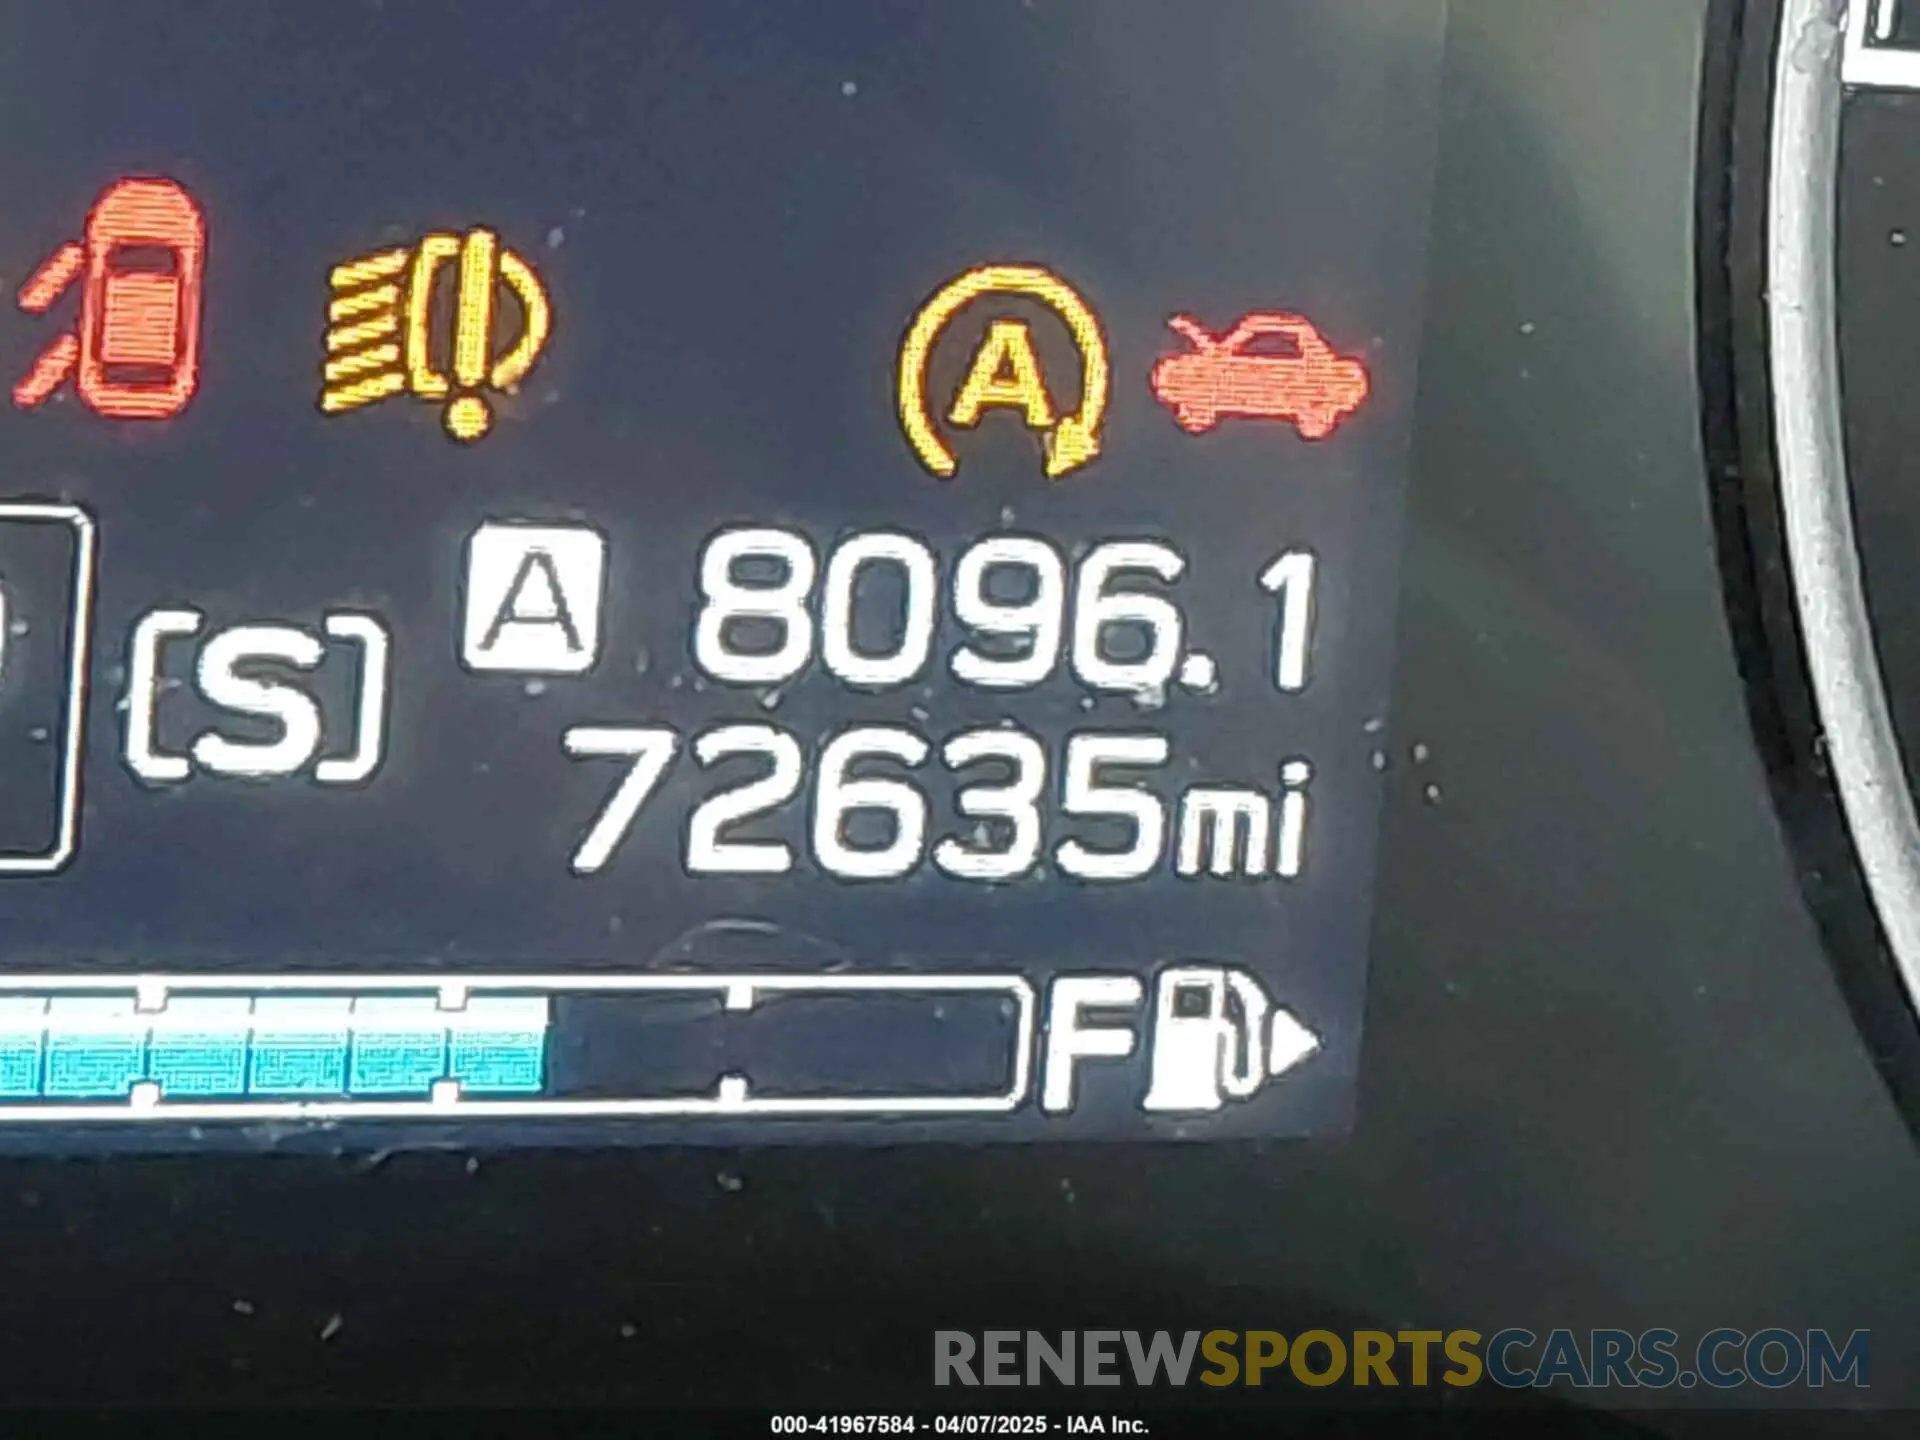 A
A 8096.1
[S]
72635mi
F
RENEWSPORTSCARS.COM
000-41967584 - 04/07/2025 - IAA Inc.